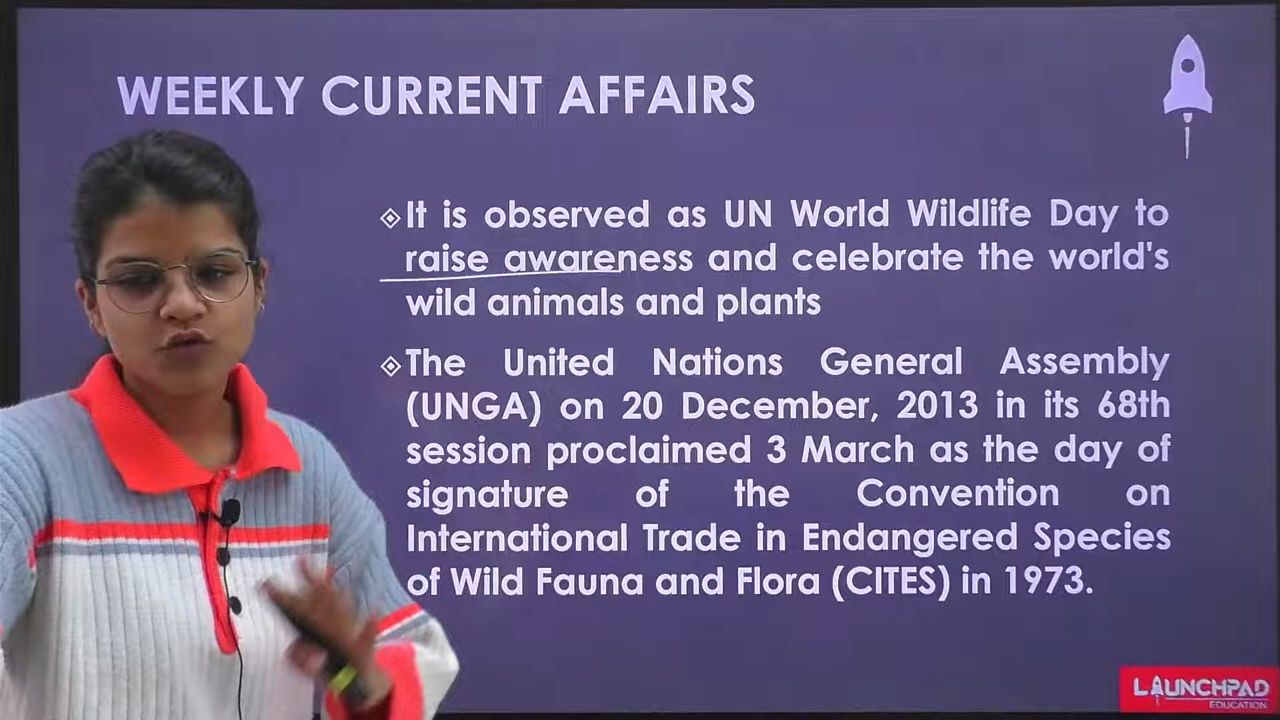 WEEKLY CURRENT AFFAIRS
It is observed as UN World Wildlife Day to
raise awareness and celebrate the world's
wild animals and plants
The United Nations General Assembly
(UNGA) on 20 December, 2013 in its 68th
session proclaimed 3 March as the day of
signature of the Convention on
International Trade in Endangered Species
of Wild Fauna and Flora (CITES) in 1973.
LAUNCHPAD
EDUCATION